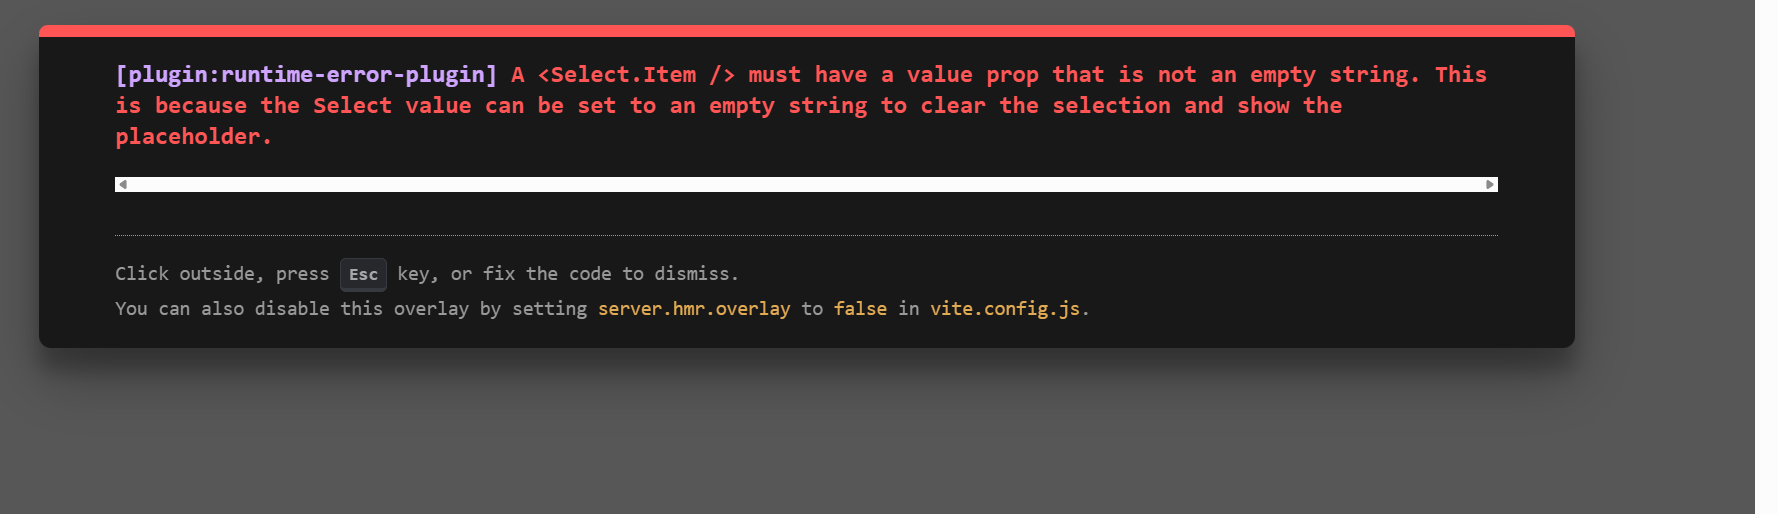 [plugin:runtime-error-plugin] A <Select.Item /> must have a value prop that is not an empty string. This
is because the Select value can be set to an empty string to clear the selection and show the
placeholder.
Click outside, press Esc key, or fix the code to dismiss.
You can also disable this overlay by setting server.hmr.overlay to false in vite.config.js.